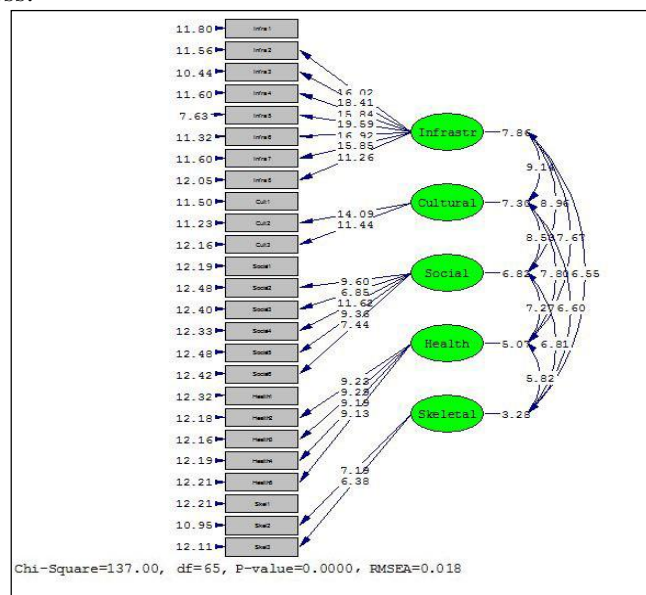 11.80 Infra1
11.56 Infra2
10.44 Infra3
11.60 Infra4
7.63 Infra5
11.32 Infra6
11.60 Infra7
12.05 Infra8
11.50 Cult1
11.23 Cult2
12.16 Cult3
12.19 Social1
12.48 Social2
12.40 Social3
12.33 Social4
12.48 Social5
12.42 Social6
12.32 Health1
12.18 Health2
12.16 Health3
12.19 Health4
12.21 Health5
12.21 Skel1
10.95 Skel2
12.11 Skel3
16.02
18.41
15.84
19.59
16.92
15.85
11.26
14.09
11.44
9.60
6.85
11.62
9.36
7.44
9.23
9.29
9.19
9.13
7.19
6.38
Infrastr 7.86
Cultural 7.30
Social 6.82
Health 5.07
Skeletal 3.28
9.14
8.96
7.67
8.53
7.80
6.55
7.27
6.60
6.81
5.82
Chi-Square=137.00, df=65, P-value=0.0000, RMSEA=0.018